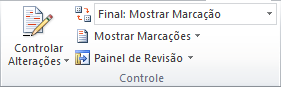 Final: Mostrar Marcação
Controlar
Alterações
Mostrar Marcações
Painel de Revisão
Controle